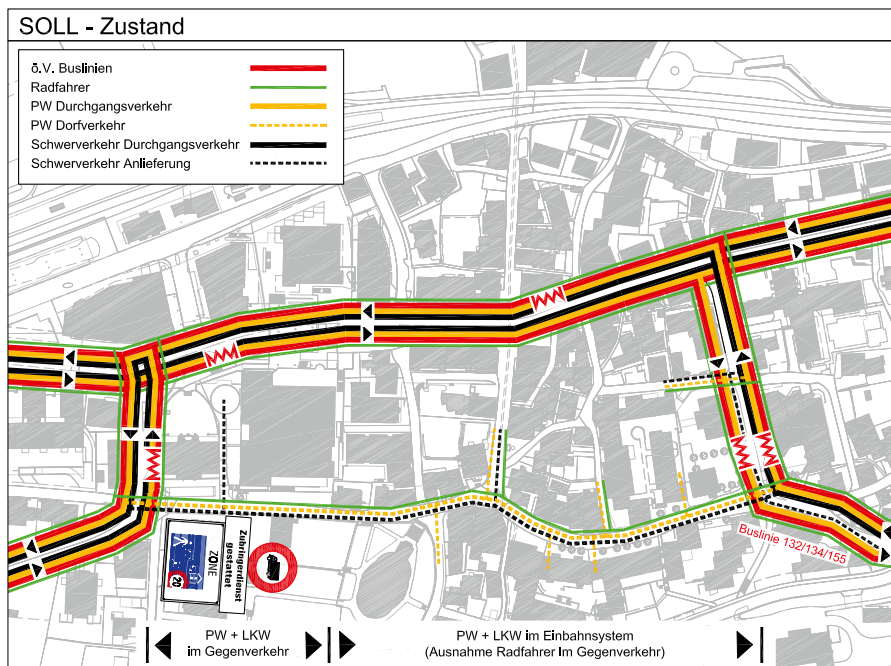 SOLL - Zustand
ö.V. Buslinien
Radfahrer
PW Durchgangsverkehr
PW Dorfverkehr
Schwerverkehr Durchgangsverkehr
Schwerverkehr Anlieferung
ZONE
20
Zubringerdienst
gestattet
Buslinie 132/134/155
PW + LKW
im Gegenverkehr
PW + LKW im Einbahnsystem
(Ausnahme Radfahrer Im Gegenverkehr)